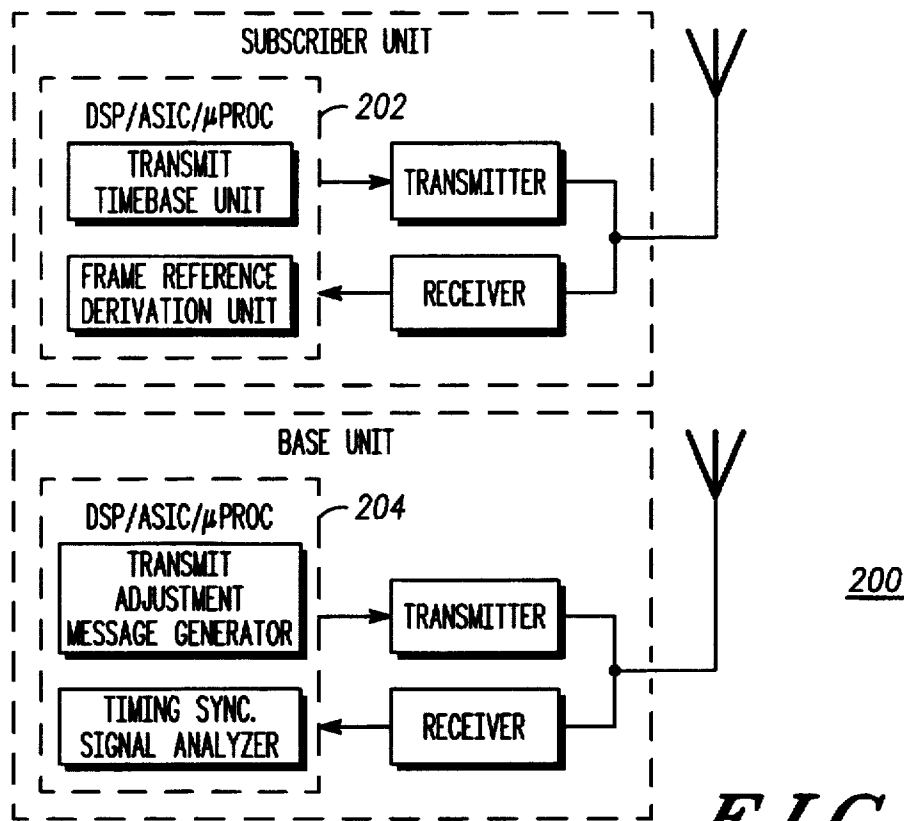 SUBSCRIBER UNIT
DSP/ASIC/μPROC
202
TRANSMIT
TIMEBASE UNIT
TRANSMITTER
FRAME REFERENCE
DERIVATION UNIT
RECEIVER
BASE UNIT
DSP/ASIC/μPROC
204
TRANSMIT
ADJUSTMENT
MESSAGE GENERATOR
TRANSMITTER
200
TIMING SYNC.
SIGNAL ANALYZER
RECEIVER